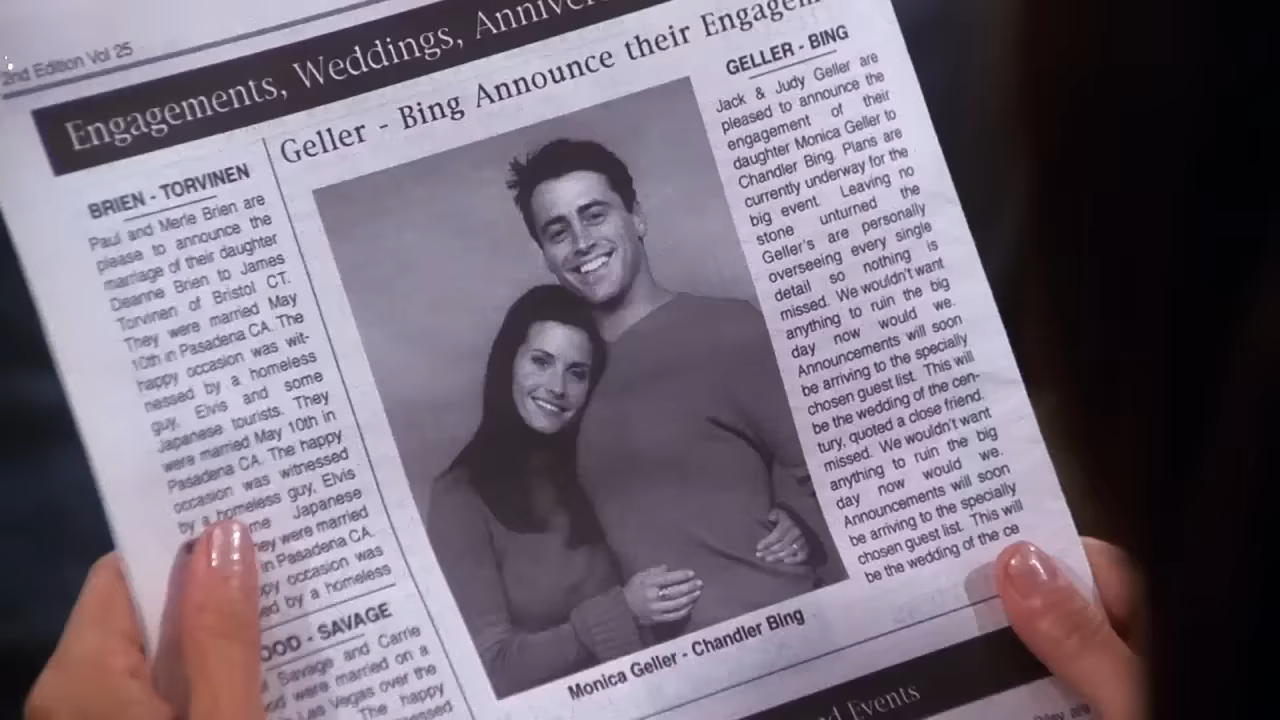 2nd Edition Vol 25
Engagements, Weddings,
Geller - Bing Announce their
BRIEN - TORVINEN
Paul and Merle Brien are
please to announce the
marriage of their daughter
Deanne Brien to James
Torvinen of Bristol CT.
They were married May
10th in Pasadena CA. The
happy occasion was wit-
nessed by a homeless
guy, Elvis and some
Japanese tourists. They
were married May 10th in
Pasadena CA. The happy
occasion was witnessed
by a homeless guy, Elvis
Japanese
were married
in Pasadena CA.
occasion was
by a homeless
- SAVAGE
Savage and Carrie
were married on a
Las Vegas over the
The happy
GELLER - BING
Jack & Judy Geller are
pleased to announce the
engagement of their
daughter Monica Geller to
Chandler Bing. Plans are
currently underway for the
big event. Leaving no
stone unturned the
Geller's are personally
overseeing every single
detail so nothing is
missed. We wouldn't want
anything to ruin the big
day now would we.
Announcements will soon
be arriving to the specially
chosen guest list. This will
be the wedding of the cen-
tury, quoted a close friend.
missed. We wouldn't want
anything to ruin the big
day now would we.
Announcements will soon
be arriving to the specially
chosen guest list. This will
be the wedding of the ce
Monica Geller - Chandler Bing
Events